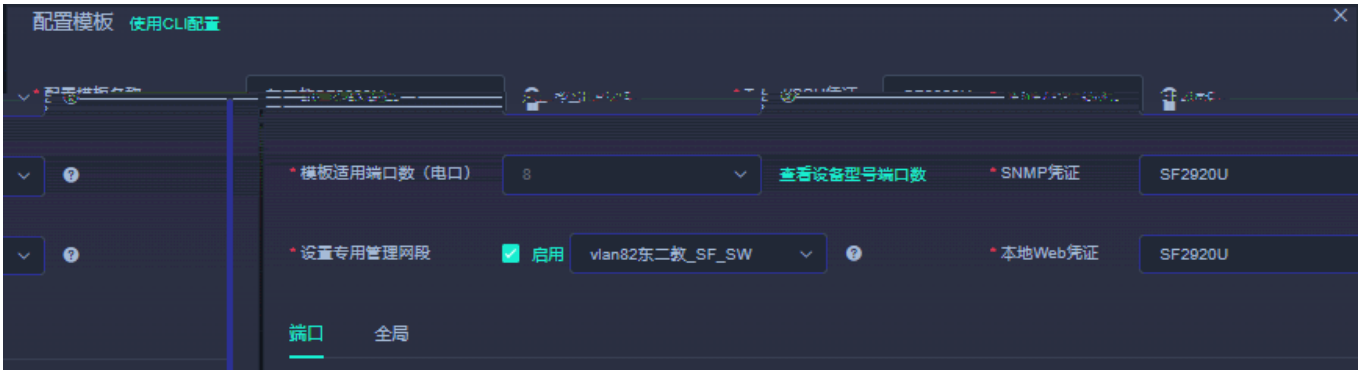 配置模板 使用CLI配置
* 模板适用端口数（电口） 8 查看设备型号端口数 * SNMP凭证 SF2920U
* 设置专用管理网段 启用 vlan82东二教_SF_SW * 本地Web凭证 SF2920U
端口 全局